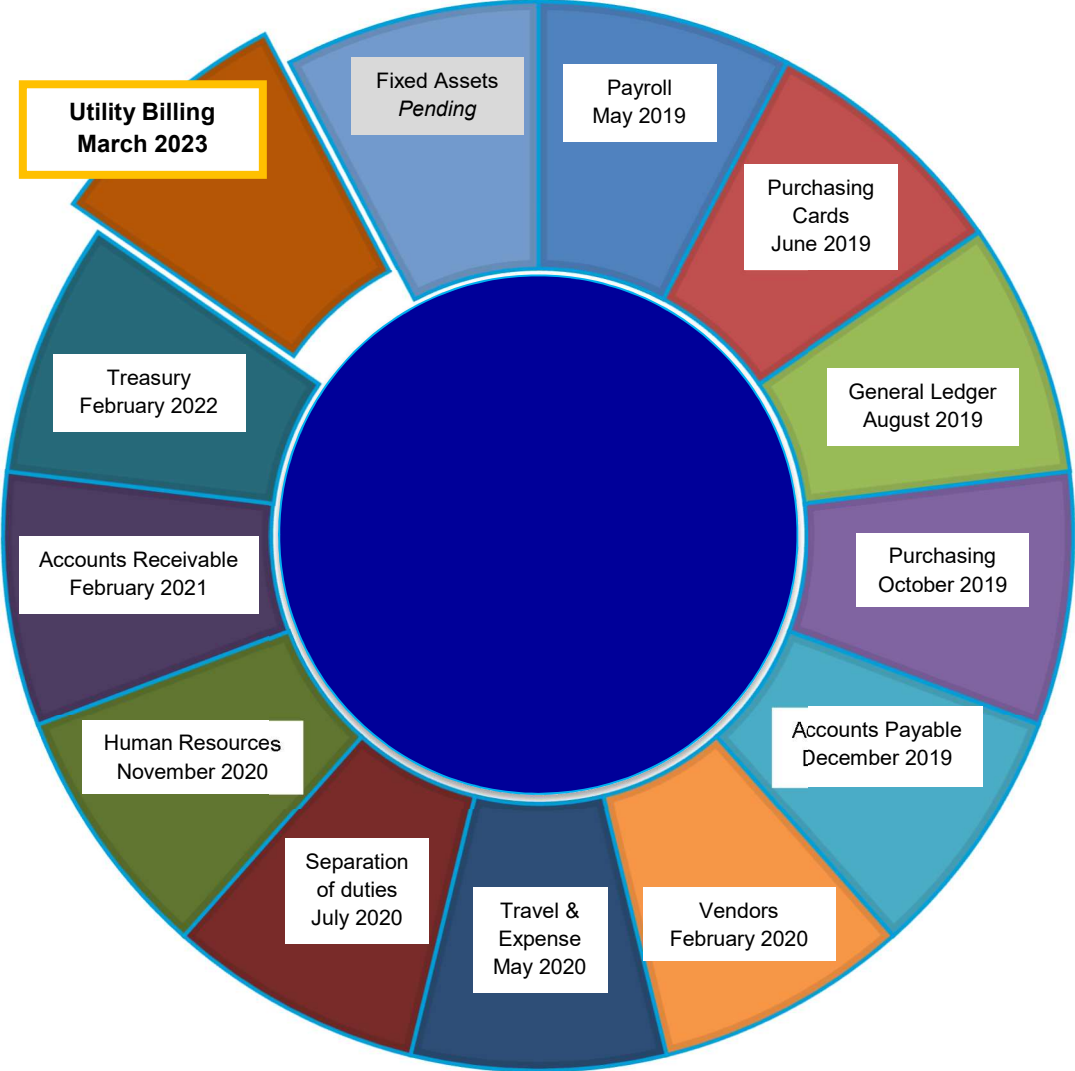 Utility Billing
March 2023
Fixed Assets
Pending
Payroll
May 2019
Purchasing
Cards
June 2019
General Ledger
August 2019
Purchasing
October 2019
Accounts Payable
December 2019
Vendors
February 2020
Travel &
Expense
May 2020
Separation
of duties
July 2020
Human Resources
November 2020
Accounts Receivable
February 2021
Treasury
February 2022